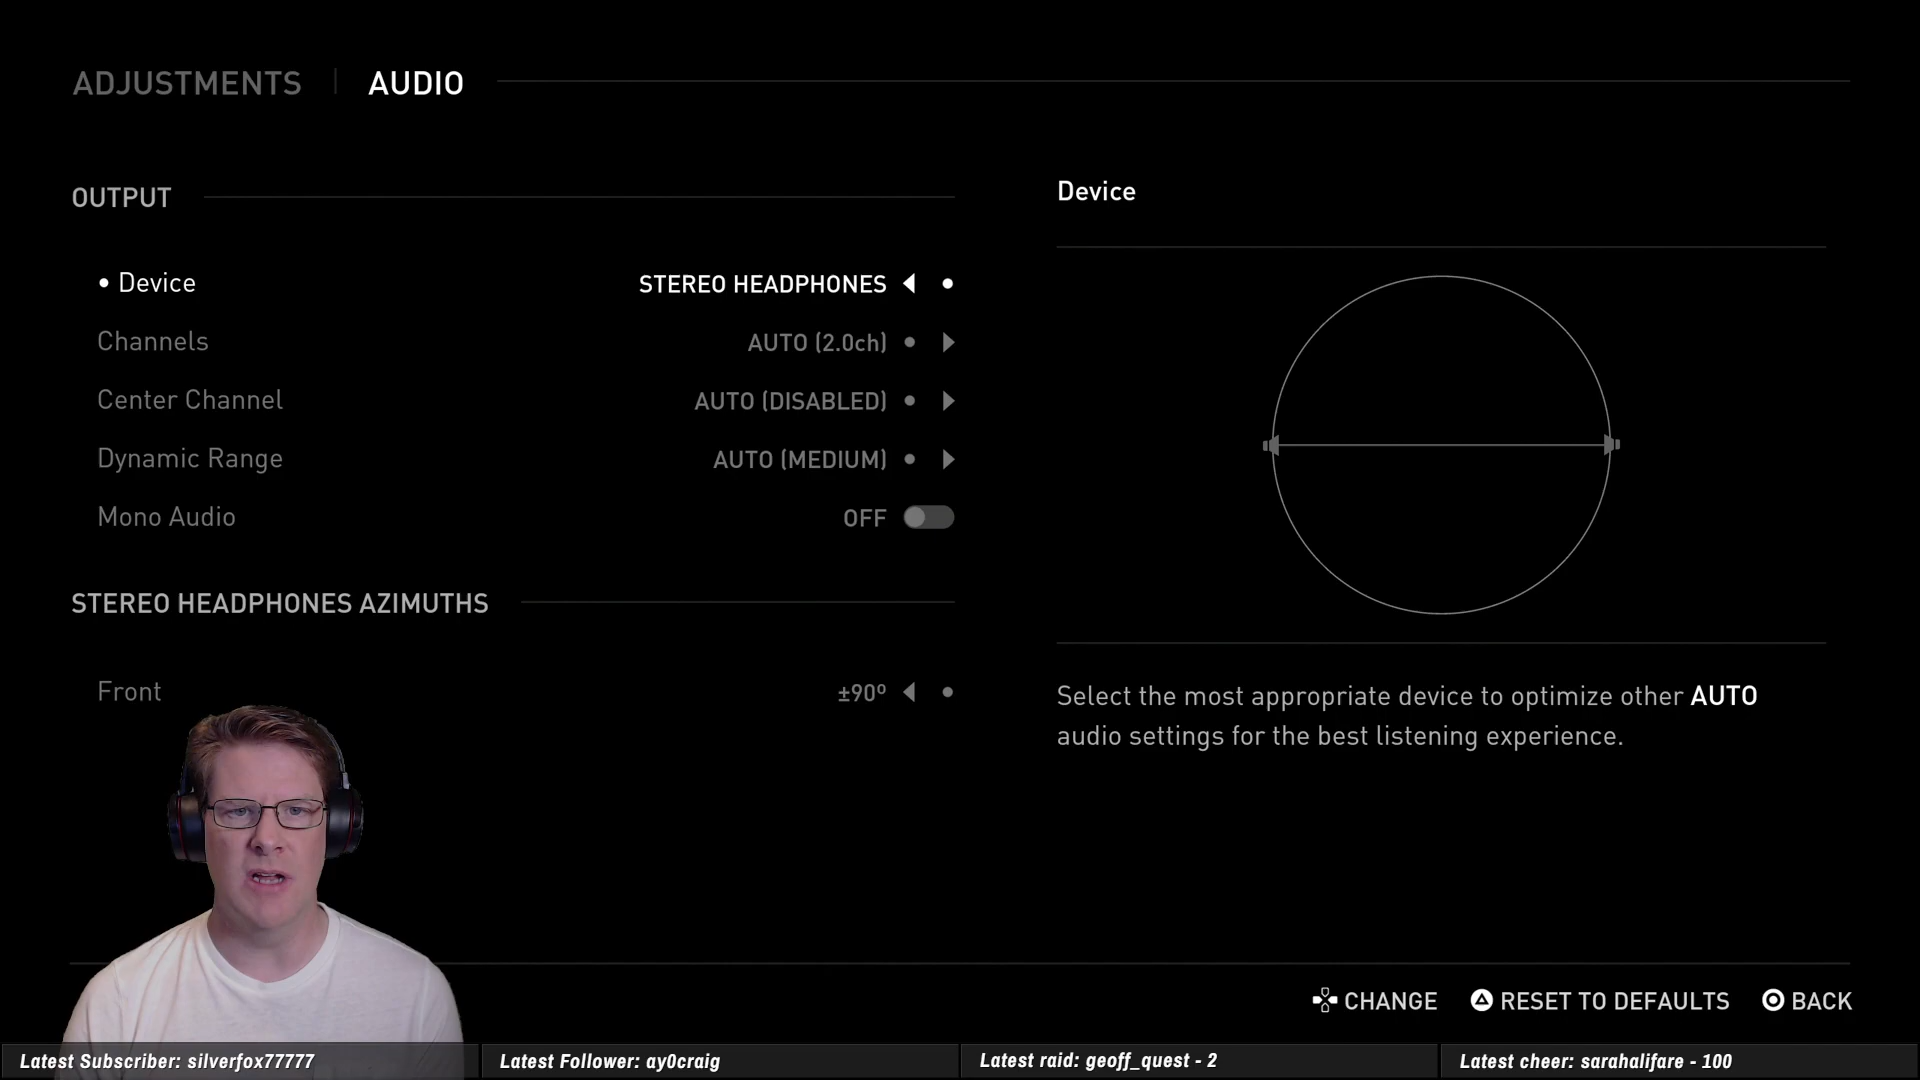 ADJUSTMENTS | AUDIO
OUTPUT
• Device STEREO HEADPHONES
Channels AUTO (2.0ch)
Center Channel AUTO (DISABLED)
Dynamic Range AUTO (MEDIUM)
Mono Audio OFF
STEREO HEADPHONES AZIMUTHS
Front ±90º
Device
Select the most appropriate device to optimize other AUTO
audio settings for the best listening experience.
CHANGE RESET TO DEFAULTS BACK
Latest Subscriber: silverfox77777 Latest Follower: ay0craig Latest raid: geoff_quest - 2 Latest cheer: sarahalifare - 100